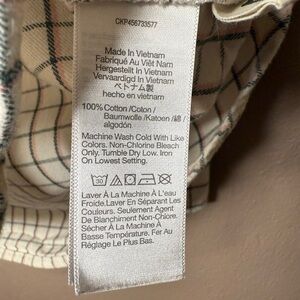 CKP456733577
Made In Vietnam
Fabriqué Au Viêt Nam
Hergestellt In Vietnam
Vervaardigd In Vietnam
ベトナム製
hecho en vietnam
100% Cotton /Coton /
Baumwolle /Katoen / 綿 /
algodón
Machine Wash Cold With Like
Colors. Non-Chlorine Bleach
Only. Tumble Dry Low. Iron
On Lowest Setting.
30
Laver À La Machine À L'eau
Froide.Laver En Séparant Les
Couleurs. Seulement Agent
De Blanchiment Non-Chlore.
Sécher À La Machine À
Basse Température. Fer Au
Réglage Le Plus Bas.